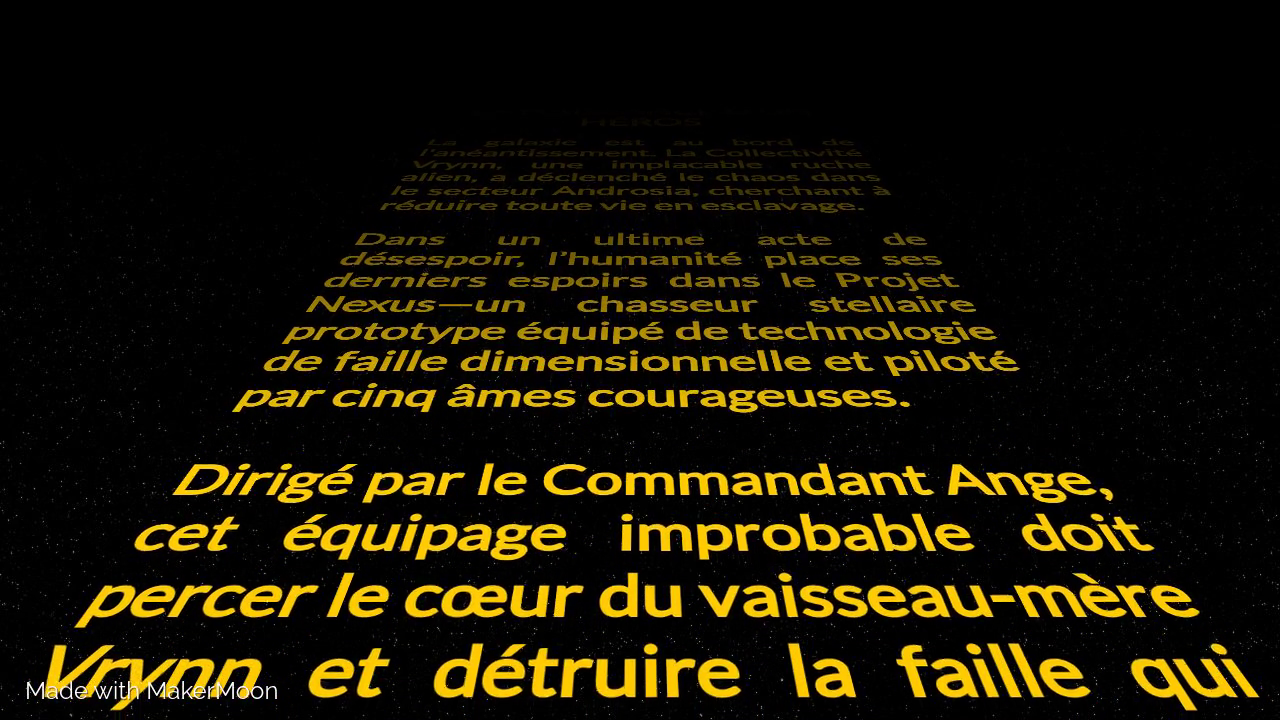 HEROS
La galaxie est au bord de
l'anéantissement. La Collectivité
Vrynn, une implacable ruche
alien, a déclenché le chaos dans
le secteur Androsia, cherchant à
réduire toute vie en esclavage.
Dans un ultime acte de
désespoir, l’humanité place ses
derniers espoirs dans le Projet
Nexus—un chasseur stellaire
prototype équipé de technologie
de faille dimensionnelle et piloté
par cinq âmes courageuses.
Dirigé par le Commandant Ange,
cet équipage improbable doit
percer le cœur du vaisseau-mère
Vrynn et détruire la faille qui
Made with MakerMoon